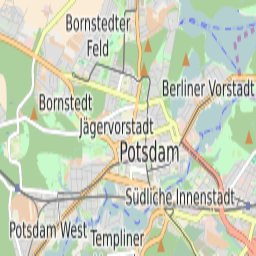 Bornstedter
Feld
Berliner Vorstadt
Bornstedt
Jägervorstadt
Potsdam
Südliche Innenstadt
Potsdam West
Templiner